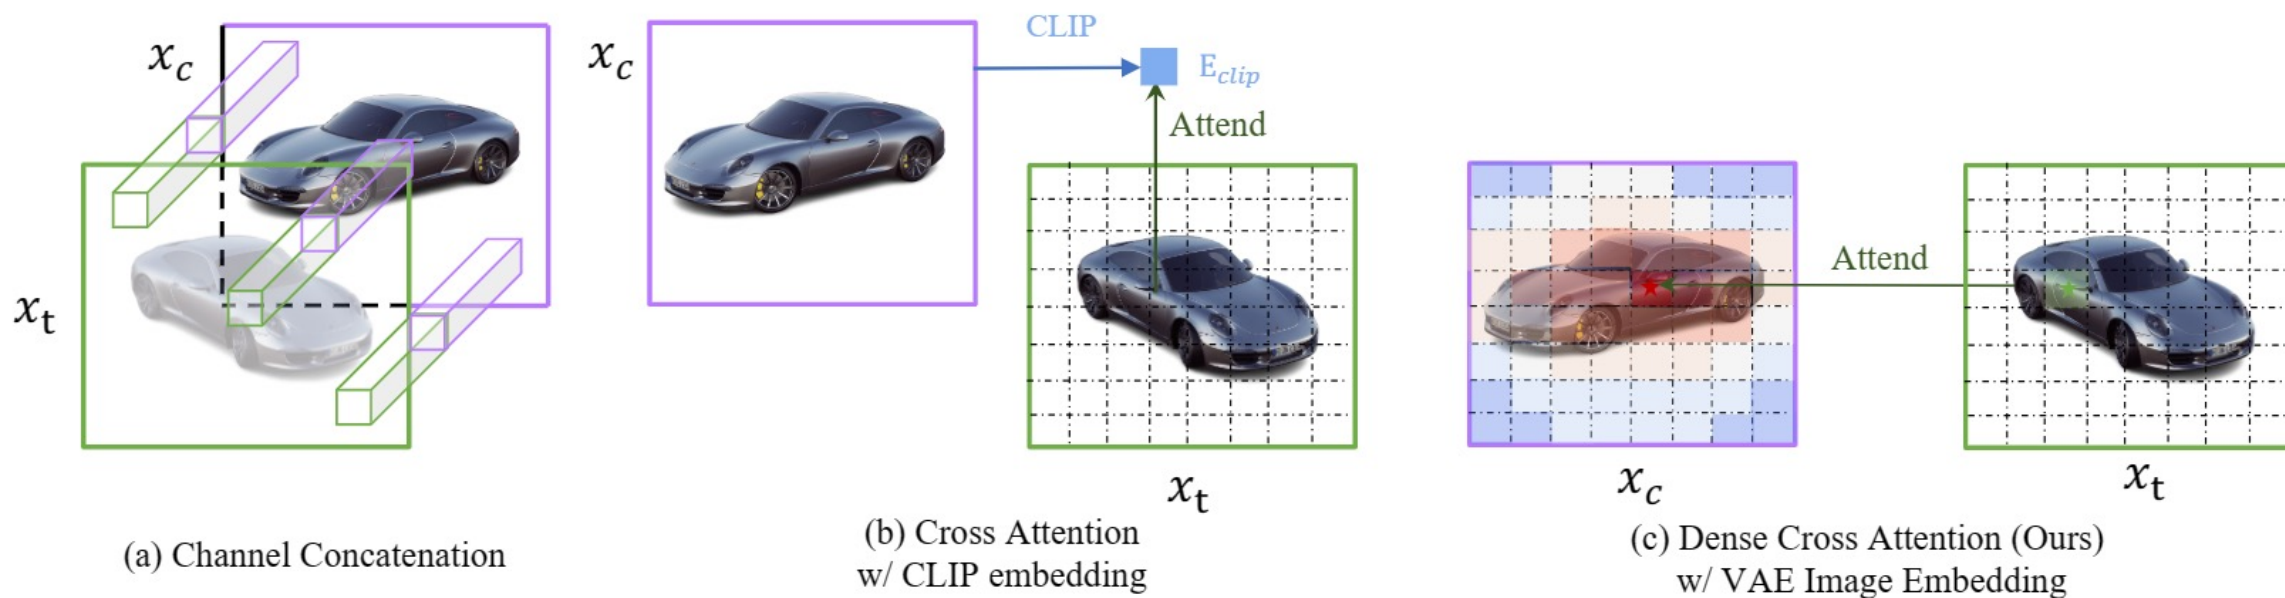 x_c
x_t
(a) Channel Concatenation
x_c
CLIP
E_clip
Attend
x_t
(b) Cross Attention
w/ CLIP embedding
Attend
x_c
x_t
(c) Dense Cross Attention (Ours)
w/ VAE Image Embedding